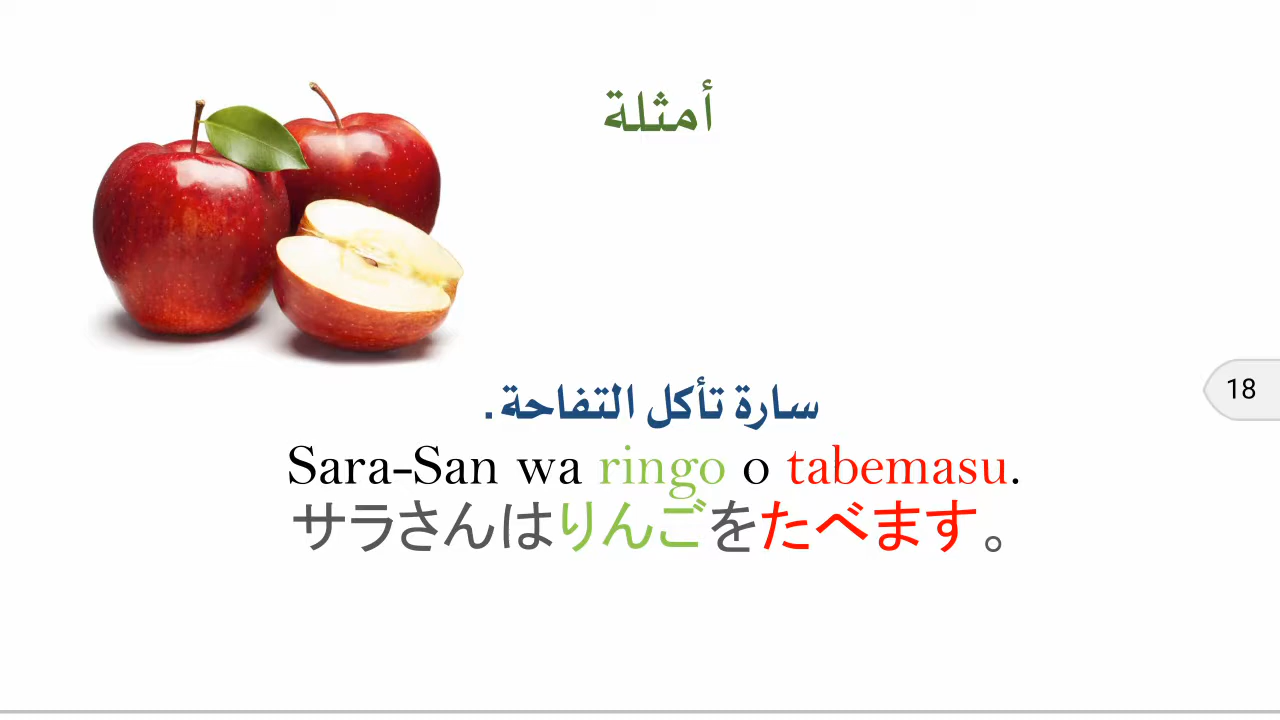 أمثلة
سارة تأكل التفاحة.
18
Sara-San wa ringo o tabemasu.
サラさんはりんごをたべます。